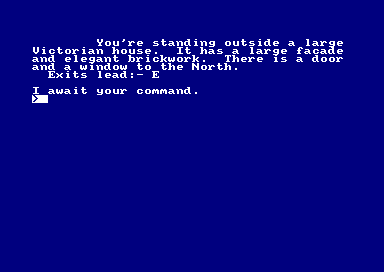 You're standing outside a large
Victorian house.  It has a large facade
and elegant brickwork.  There is a door
and a window to the North.
Exits lead:- E
I await your command.
>